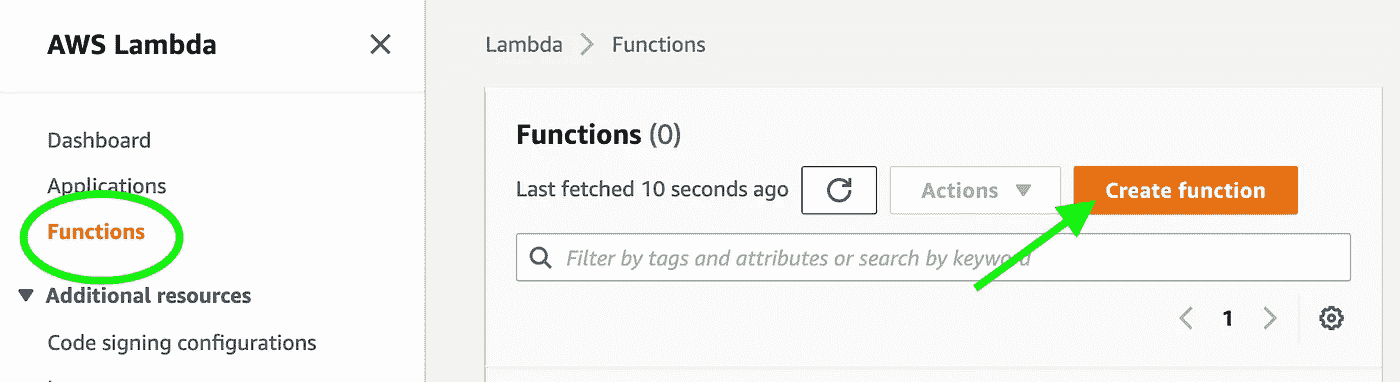 AWS Lambda
Dashboard
Applications
Functions
Additional resources
Code signing configurations
Lambda > Functions
Functions (0)
Last fetched 10 seconds ago
Actions
Create function
Filter by tags and attributes or search by keyword
1